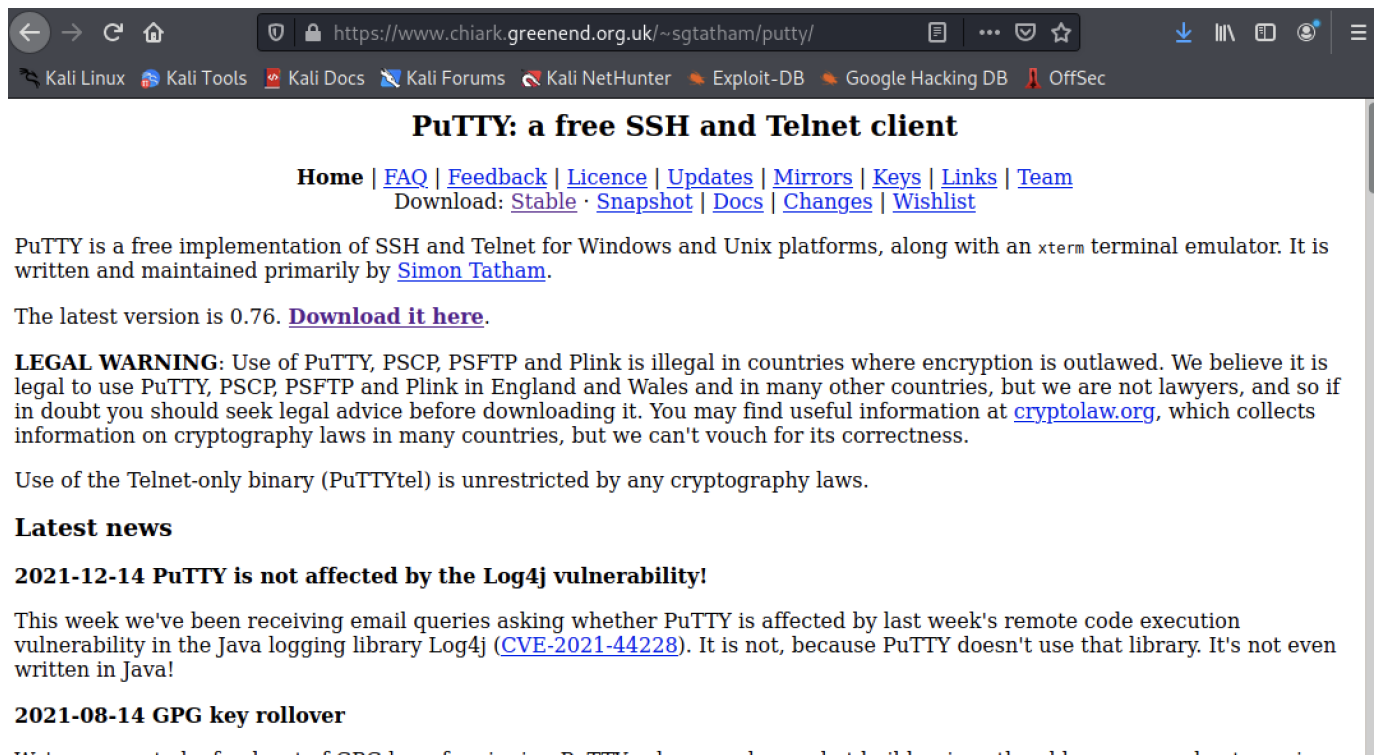 https://www.chiark.greenend.org.uk/~sgtatham/putty/
Kali Linux Kali Tools Kali Docs Kali Forums Kali NetHunter Exploit-DB Google Hacking DB OffSec
PuTTY: a free SSH and Telnet client
Home | FAQ | Feedback | Licence | Updates | Mirrors | Keys | Links | Team
Download: Stable · Snapshot | Docs | Changes | Wishlist
PuTTY is a free implementation of SSH and Telnet for Windows and Unix platforms, along with an xterm terminal emulator. It is
written and maintained primarily by Simon Tatham.
The latest version is 0.76. Download it here.
LEGAL WARNING: Use of PuTTY, PSCP, PSFTP and Plink is illegal in countries where encryption is outlawed. We believe it is
legal to use PuTTY, PSCP, PSFTP and Plink in England and Wales and in many other countries, but we are not lawyers, and so if
in doubt you should seek legal advice before downloading it. You may find useful information at cryptolaw.org, which collects
information on cryptography laws in many countries, but we can't vouch for its correctness.
Use of the Telnet-only binary (PuTTYtel) is unrestricted by any cryptography laws.
Latest news
2021-12-14 PuTTY is not affected by the Log4j vulnerability!
This week we've been receiving email queries asking whether PuTTY is affected by last week's remote code execution
vulnerability in the Java logging library Log4j (CVE-2021-44228). It is not, because PuTTY doesn't use that library. It's not even
written in Java!
2021-08-14 GPG key rollover